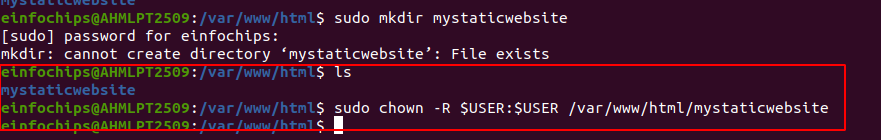 mystaticwebsite
einfochips@AHMLPT2509:/var/www/html$ sudo mkdir mystaticwebsite
[sudo] password for einfochips:
mkdir: cannot create directory ‘mystaticwebsite’: File exists
einfochips@AHMLPT2509:/var/www/html$ ls
mystaticwebsite
einfochips@AHMLPT2509:/var/www/html$ sudo chown -R $USER:$USER /var/www/html/mystaticwebsite
einfochips@AHMLPT2509:/var/www/html$